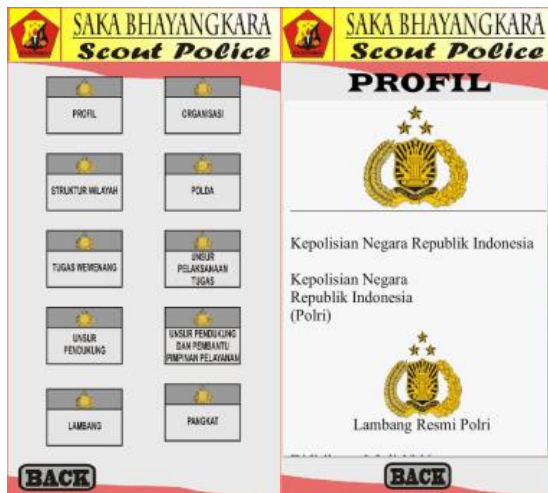 SAKA BHAYANGKARA
Scout Police
PROFIL
ORGANISASI
STRUKTUR WILAYAH
POLDA
TUGAS WEWENANG
UNSUR
PELAKSANAAN
TUGAS
UNSUR
PENDUKUNG
UNSUR PENDUKUNG
DAN PEMBANTU
PIMPINAN PELAYANAN
LAMBANG
PANGKAT
BACK
SAKA BHAYANGKARA
Scout Police
PROFIL
Kepolisian Negara Republik Indonesia
Kepolisian Negara
Republik Indonesia
(Polri)
Lambang Resmi Polri
BACK